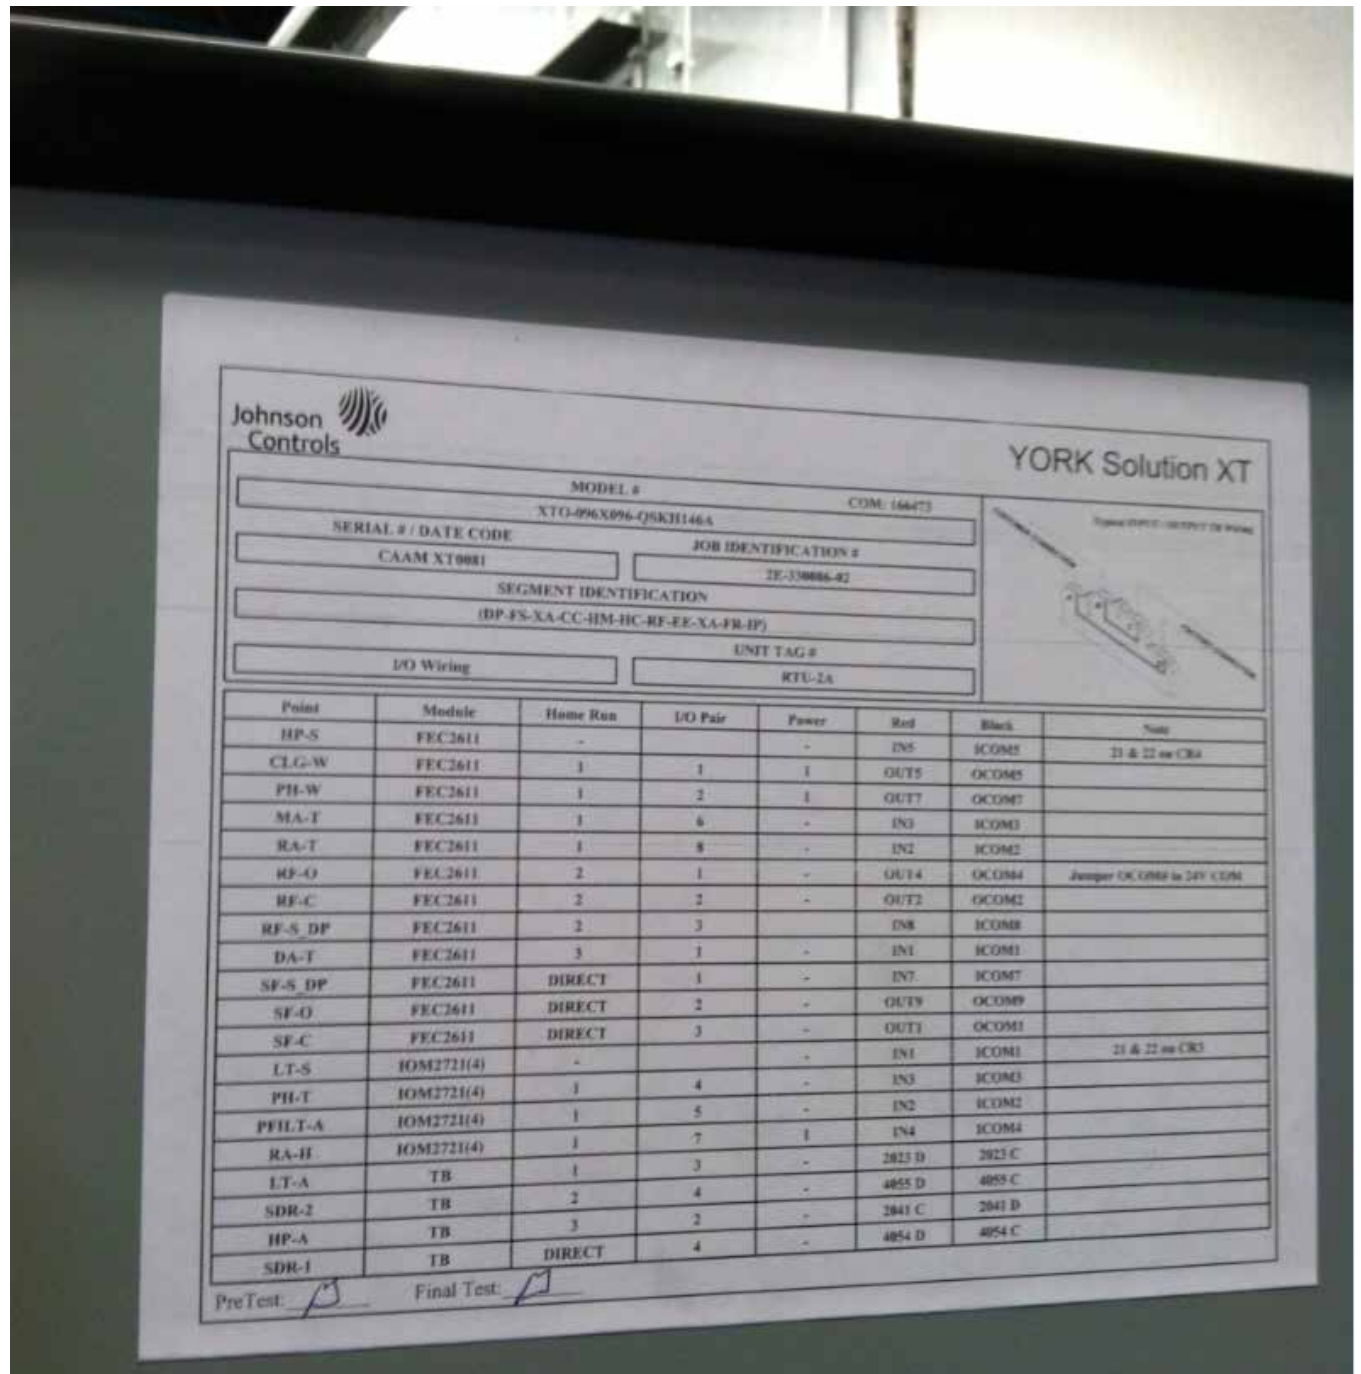 Johnson
Controls
YORK Solution XT
MODEL # COM: 166473
XTO-096X096-QSKH146A
SERIAL # / DATE CODE JOB IDENTIFICATION #
CAAM XT0081 2E-330086-02
SEGMENT IDENTIFICATION
(DP-FS-XA-CC-HM-HC-RF-EE-XA-FR-IP)
UNIT TAG #
I/O Wiring RTU-2A
Point Module Home Run I/O Pair Power Red Black Note
HP-S FEC2611 - - IN5 ICOM5 21 & 22 on CR4
CLG-W FEC2611 1 1 1 OUT5 OCOM5
PH-W FEC2611 1 2 1 OUT7 OCOM7
MA-T FEC2611 1 6 - IN3 ICOM3
RA-T FEC2611 1 8 - IN2 ICOM2
RF-O FEC2611 2 1 - OUT4 OCOM4 Jumper to 24V COM
RF-C FEC2611 2 2 - OUT2 OCOM2
RF-S_DP FEC2611 2 3 IN8 ICOM8
DA-T FEC2611 3 1 - IN1 ICOM1
SF-S_DP FEC2611 DIRECT 1 - IN7 ICOM7
SF-O FEC2611 DIRECT 2 - OUT9 OCOM9
SF-C FEC2611 DIRECT 3 - OUT1 OCOM1
LT-S IOM2721(4) - - IN1 ICOM1 21 & 22 on CR3
PH-T IOM2721(4) 1 4 - IN3 ICOM3
PFILT-A IOM2721(4) 1 5 - IN2 ICOM2
RA-H IOM2721(4) 1 7 1 IN4 ICOM4
LT-A TB 1 3 - 2023 D 2023 C
SDR-2 TB 2 4 - 4055 D 4055 C
HP-A TB 3 2 - 2041 C 2041 D
SDR-1 TB DIRECT 4 - 4054 D 4054 C
PreTest: Final Test: